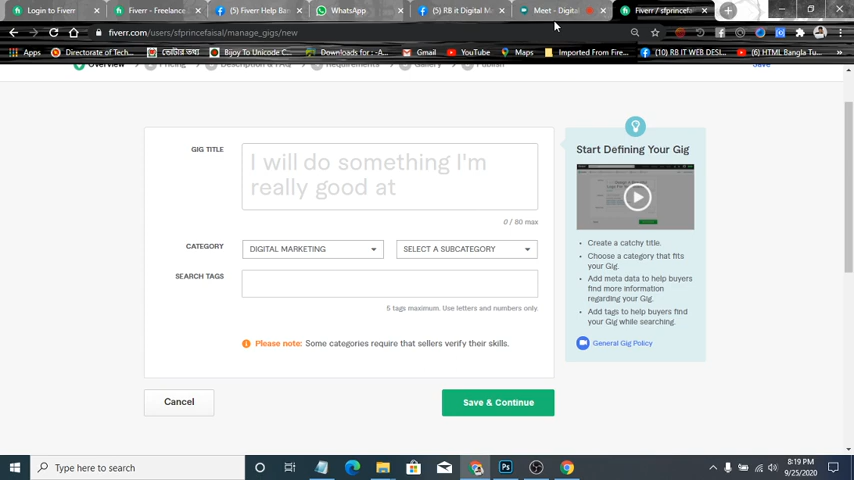 Login to Fiverr
Fiverr - Freelance
(5) Fiverr Help Ban
WhatsApp
(5) RB it Digital M
Meet - Digita
Fiverr / sfprincefa
fiverr.com/users/sfprincefaisal/manage_gigs/new
Apps
Directorate of Tech...
ভোটার তথ্য
Bijoy To Unicode C...
Downloads for :. Th...
Gmail
YouTube
Maps
Imported From Fire...
RB IT WEB DESI...
(6) HTML Bangla Tu...
Overview
Pricing
Description & FAQ
Requirements
Gallery
Publish
Save
GIG TITLE
I will do something I'm
really good at
0 / 80 max
CATEGORY
DIGITAL MARKETING
SELECT A SUBCATEGORY
SEARCH TAGS
5 tags maximum. Use letters and numbers only.
Please note: Some categories require that sellers verify their skills.
Cancel
Save & Continue
Start Defining Your Gig
• Create a catchy title.
• Choose a category that fits
your Gig.
• Add meta data to help buyers
find more information
regarding your Gig.
• Add tags to help buyers find
your Gig while searching.
General Gig Policy
Type here to search
8:19 PM
9/25/2020